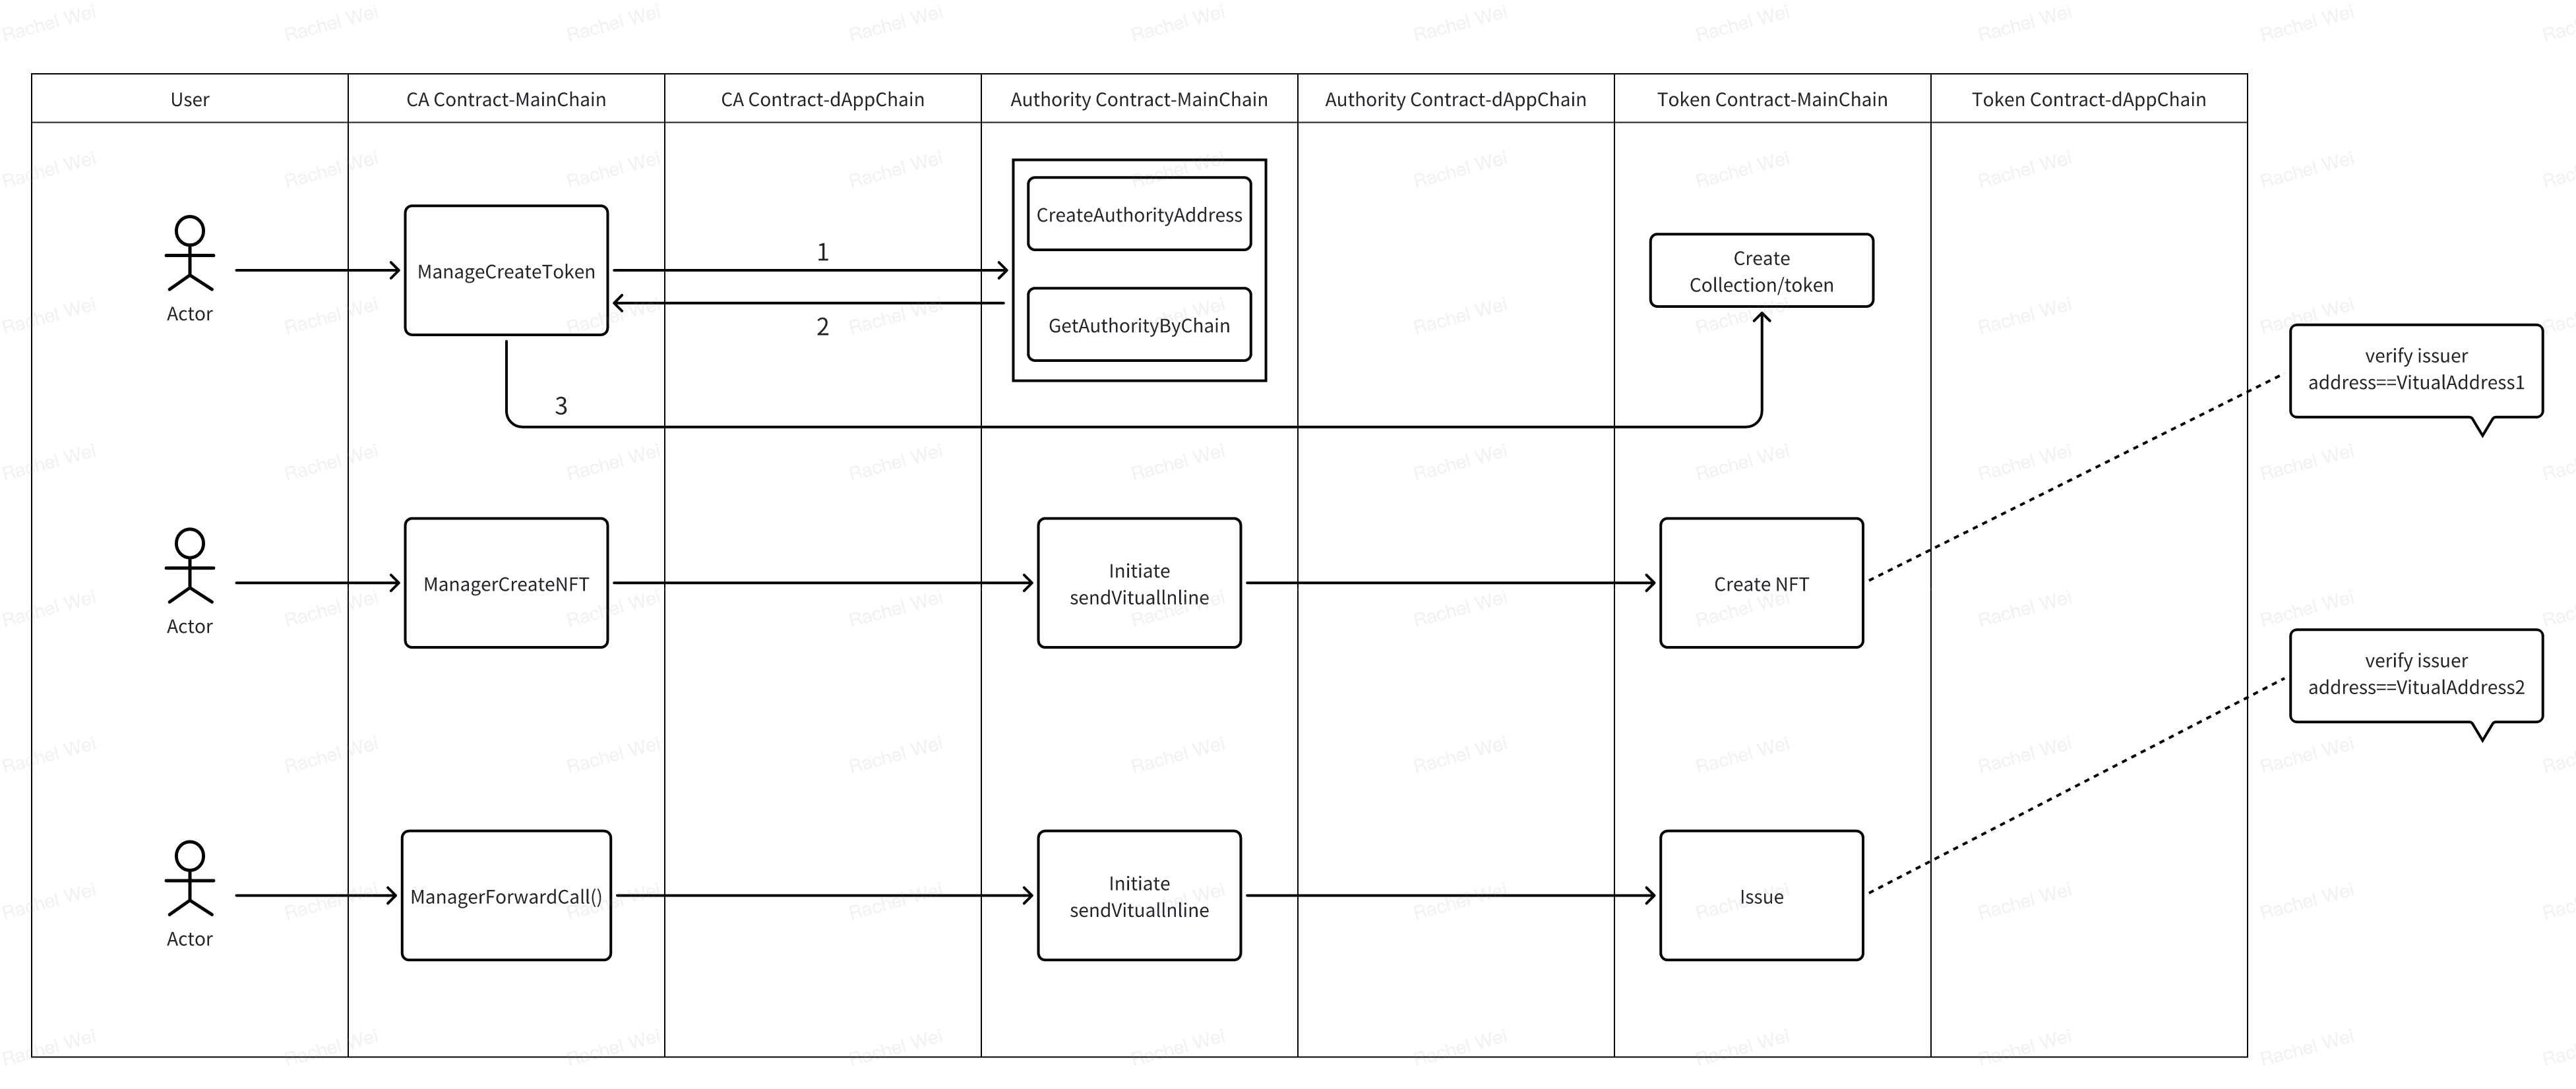 User
CA Contract-MainChain
CA Contract-dAppChain
Authority Contract-MainChain
Authority Contract-dAppChain
Token Contract-MainChain
Token Contract-dAppChain
Actor
ManageCreateToken
1
2
3
CreateAuthorityAddress
GetAuthorityByChain
Create
Collection/token
verify issuer
address==VitualAddress1
Actor
ManagerCreateNFT
Initiate
sendVitualInline
Create NFT
verify issuer
address==VitualAddress2
Actor
ManagerForwardCall()
Initiate
sendVitualInline
Issue
Rachel Wei